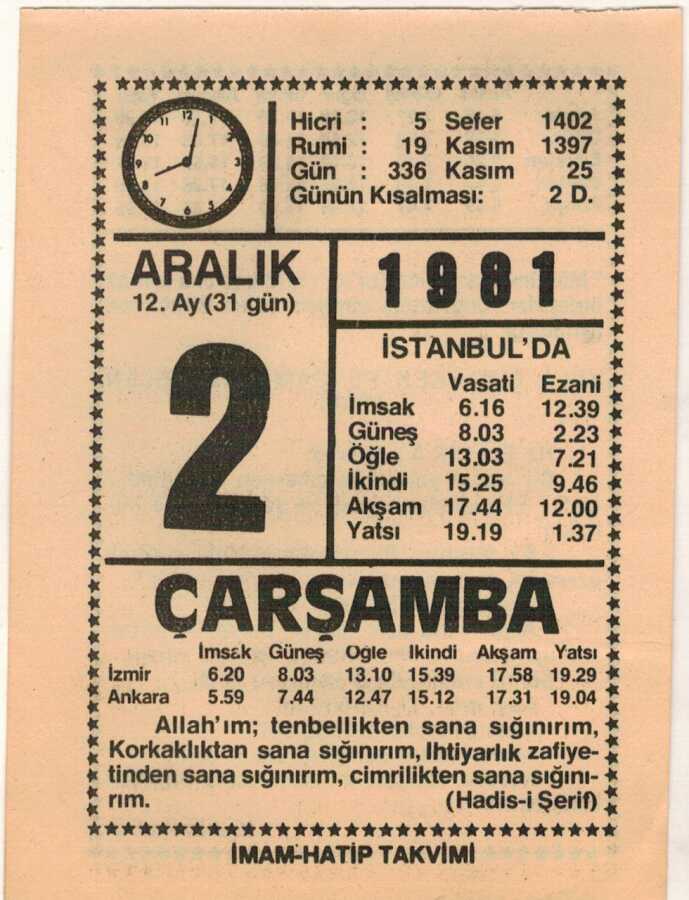 12
Hicri : 5 Sefer 1402
Rumi : 19 Kasım 1397
Gün : 336 Kasım 25
Günün Kısalması: 2 D.
ARALIK
12. Ay (31 gün)
2
1981
İSTANBUL'DA
Vasati Ezani
İmsak 6.16 12.39
Güneş 8.03 2.23
Öğle 13.03 7.21
İkindi 15.25 9.46
Akşam 17.44 12.00
Yatsı 19.19 1.37
ÇARŞAMBA
İmsak Güneş Ogle Ikindi Akşam Yatsı
İzmir 6.20 8.03 13.10 15.39 17.58 19.29
Ankara 5.59 7.44 12.47 15.12 17.31 19.04
Allah'ım; tenbellikten sana sığınırım,
Korkaklıktan sana sığınırım, Ihtiyarlık zafiye-
tinden sana sığınırım, cimrilikten sana sığını-
rım. (Hadis-i Şerif)
İMAM-HATİP TAKVİMİ